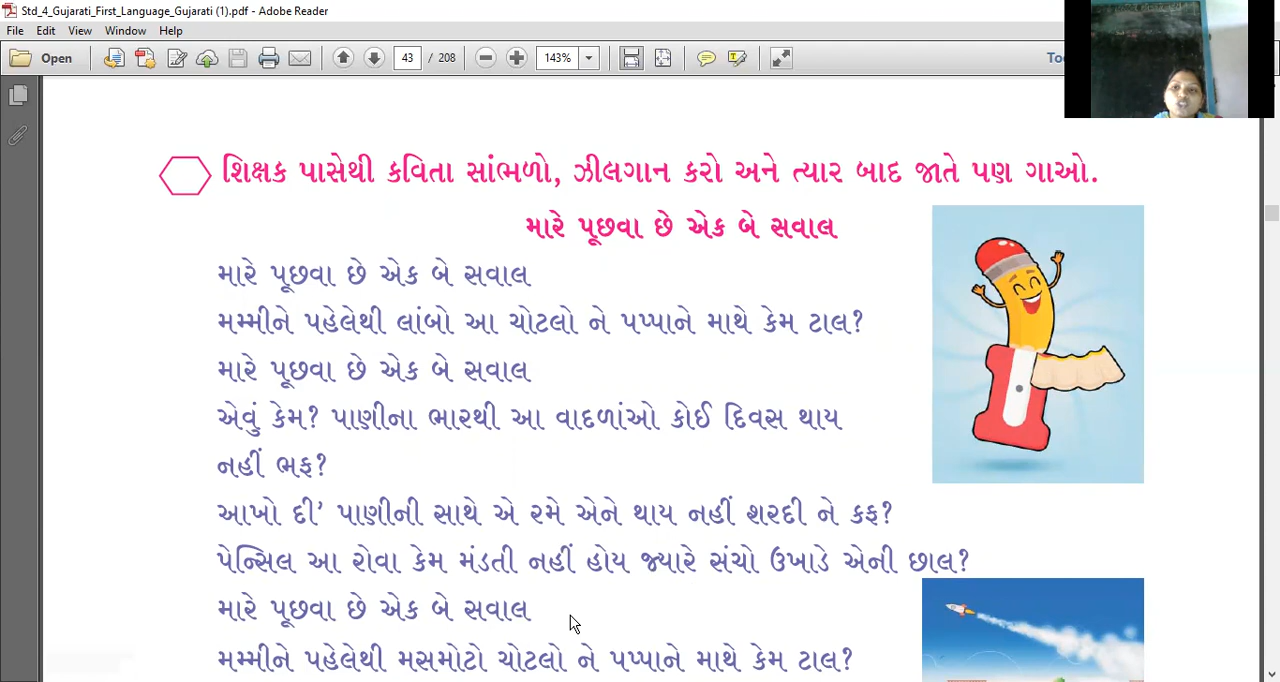 Std_4_Gujarati_First_Language_Gujarati (1).pdf - Adobe Reader
File Edit View Window Help
Open 43 / 208 143%
શિક્ષક પાસેથી કવિતા સાંભળો, ઝીલગાન કરો અને ત્યાર બાદ જાતે પણ ગાઓ.
મારે પૂછવા છે એક બે સવાલ
મારે પૂછવા છે એક બે સવાલ
મમ્મીને પહેલેથી લાંબો આ ચોટલો ને પપ્પાને માથે કેમ ટાલ?
મારે પૂછવા છે એક બે સવાલ
એવું કેમ? પાણીના ભારથી આ વાદળાંઓ કોઈ દિવસ થાય
નહીં ભફ?
આખો દી' પાણીની સાથે એ રમે એને થાય નહીં શરદી ને કફ?
પેન્સિલ આ રોવા કેમ મંડતી નહીં હોય જ્યારે સંચો ઉખાડે એની છાલ?
મારે પૂછવા છે એક બે સવાલ
મમ્મીને પહેલેથી મસમોટો ચોટલો ને પપ્પાને માથે કેમ ટાલ?